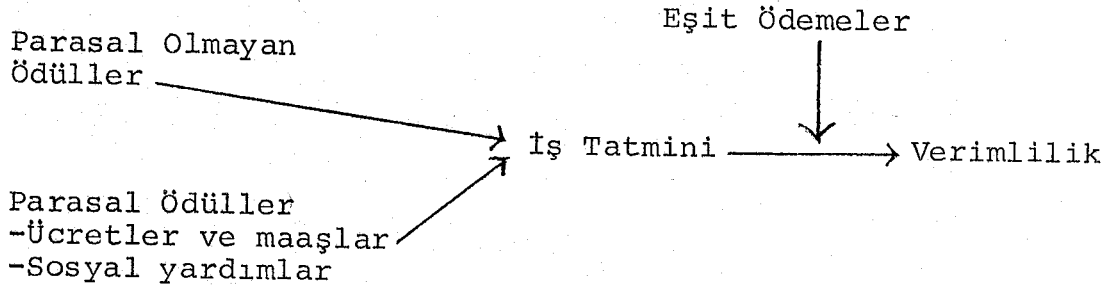 Eşit Ödemeler
Parasal Olmayan
Ödüller
İş Tatmini
Verimlilik
Parasal Ödüller
-Ücretler ve maaşlar
-Sosyal yardımlar